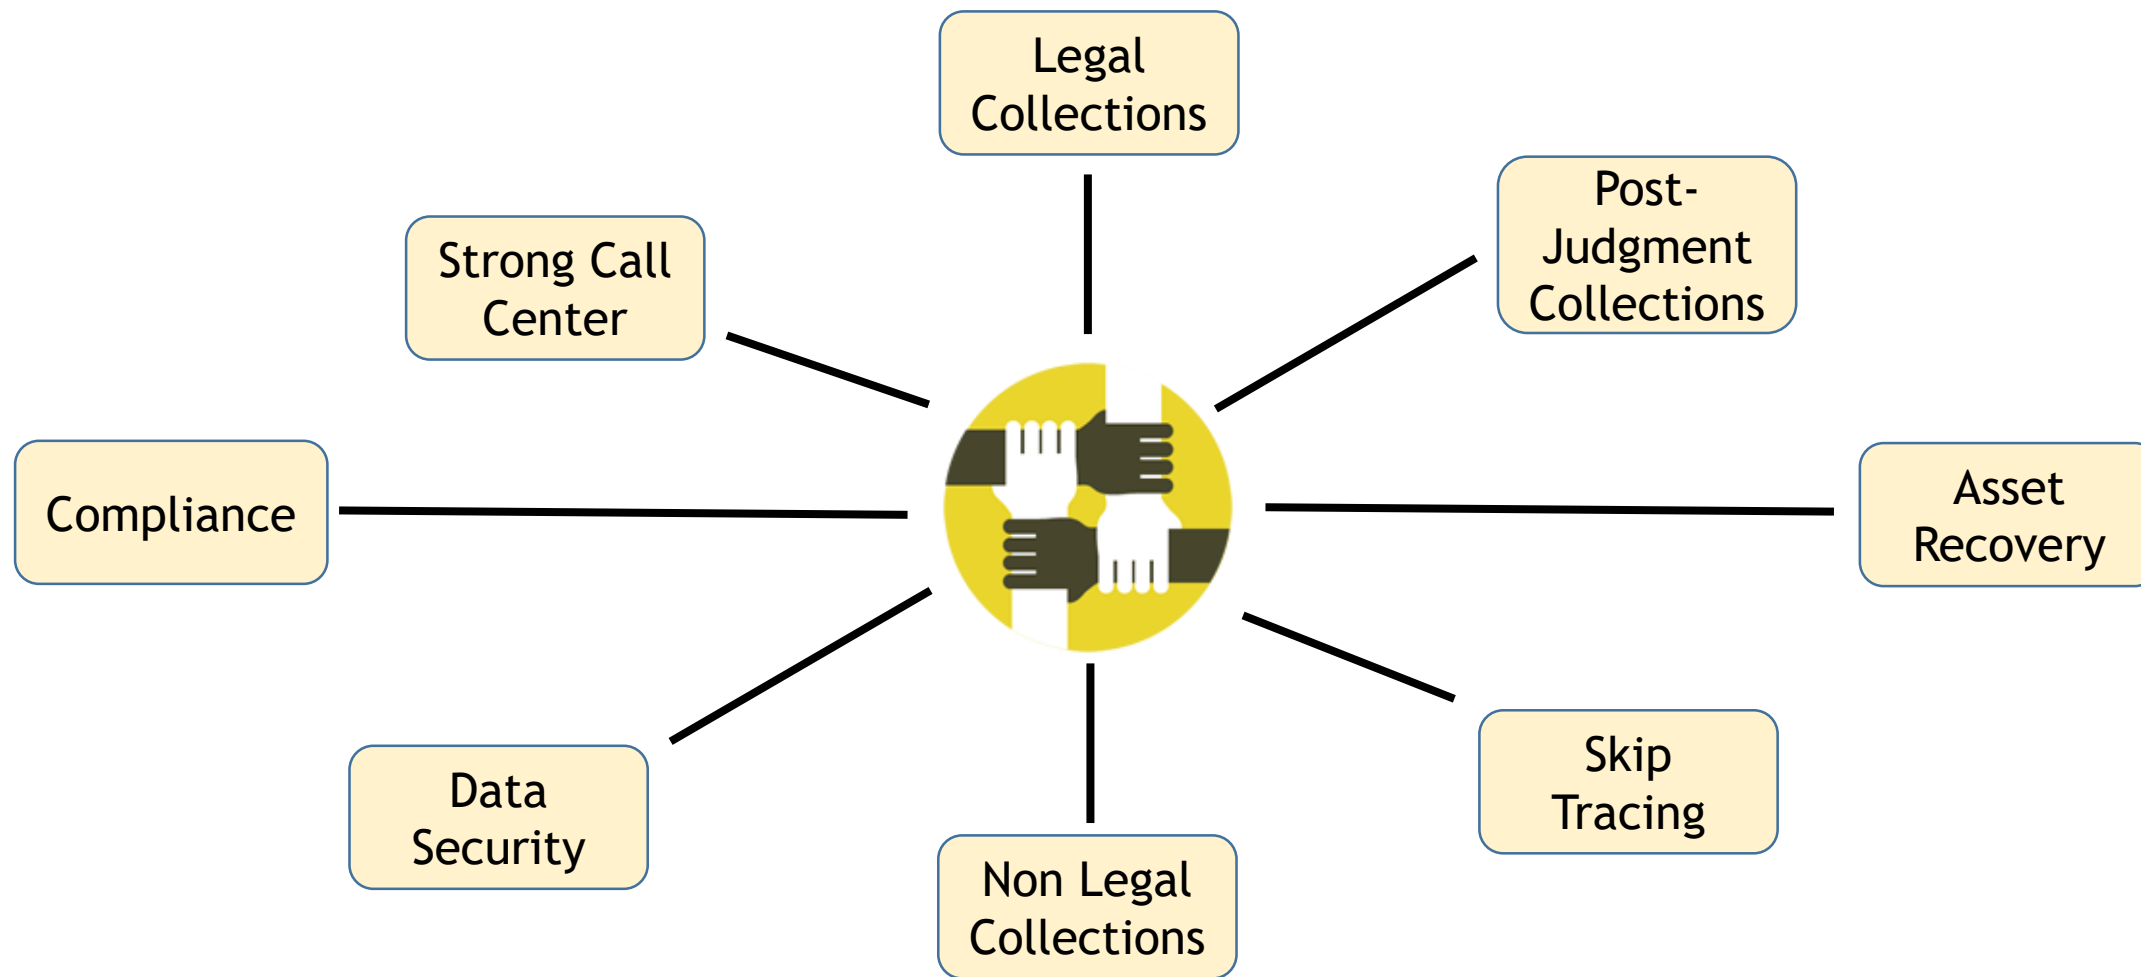 Legal
Collections
Post-
Judgment
Collections
Strong Call
Center
Compliance
Asset
Recovery
Data
Security
Skip
Tracing
Non Legal
Collections